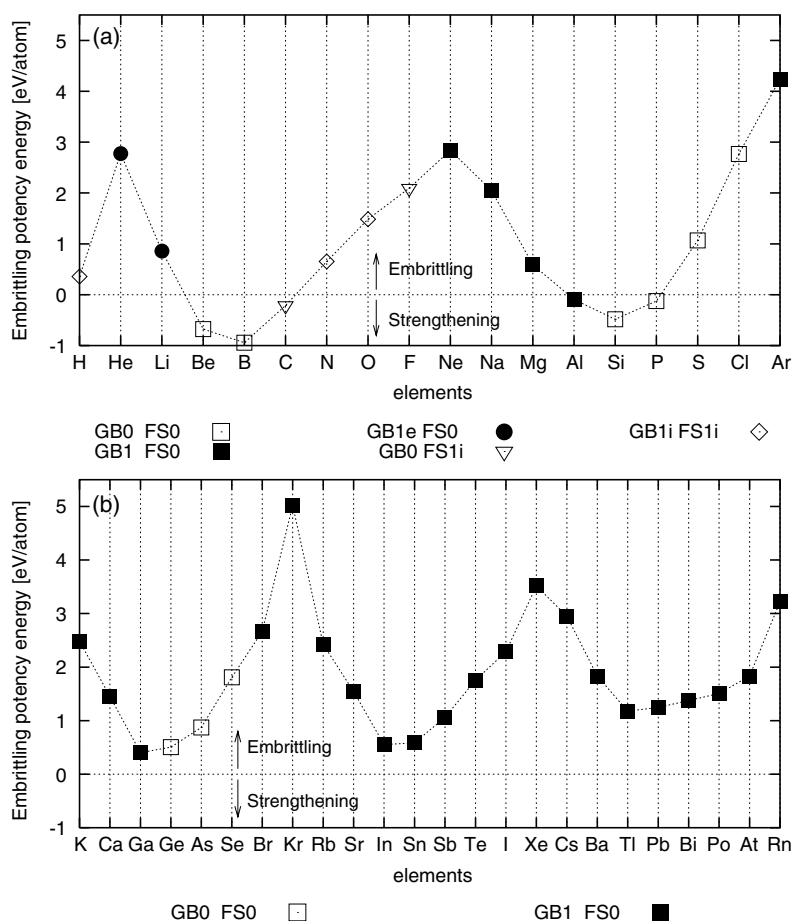 (a)
Embrittling potency energy [eV/atom]
5
4
3
2
1
0
-1
Embrittling
Strengthening
H He Li Be B C N O F Ne Na Mg Al Si P S Cl Ar
elements
GB0 FS0 GB1e FS0 GB1i FS1i
GB1 FS0 GB0 FS1i
(b)
Embrittling potency energy [eV/atom]
5
4
3
2
1
0
-1
Embrittling
Strengthening
K Ca Ga Ge As Se Br Kr Rb Sr In Sn Sb Te I Xe Cs Ba Tl Pb Bi Po At Rn
elements
GB0 FS0 GB1 FS0